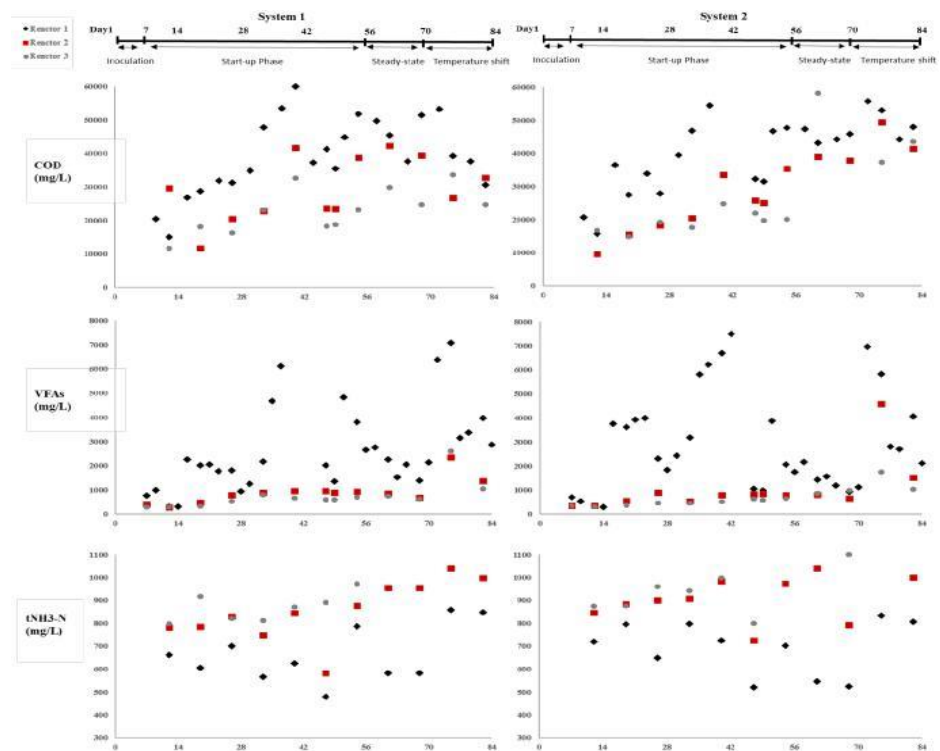 System 1
System 2
Reactor 1
Reactor 2
Reactor 3
Day1 7 14 28 42 56 70 84
Day1 7 14 28 42 56 70 84
Inoculation Start-up Phase Steady-state Temperature shift
Inoculation Start-up Phase Steady-state Temperature shift
COD
(mg/L)
60000
50000
40000
30000
20000
10000
0
0 14 28 42 56 70 84
60000
50000
40000
30000
20000
10000
0
0 14 28 42 56 70 84
VFAs
(mg/L)
8000
7000
6000
5000
4000
3000
2000
1000
0
0 14 28 42 56 70 84
8000
7000
6000
5000
4000
3000
2000
1000
0
0 14 28 42 56 70 84
tNH3-N
(mg/L)
1100
1000
900
800
700
600
500
400
300
0 14 28 42 56 70 84
1100
1000
900
800
700
600
500
400
300
0 14 28 42 56 70 84